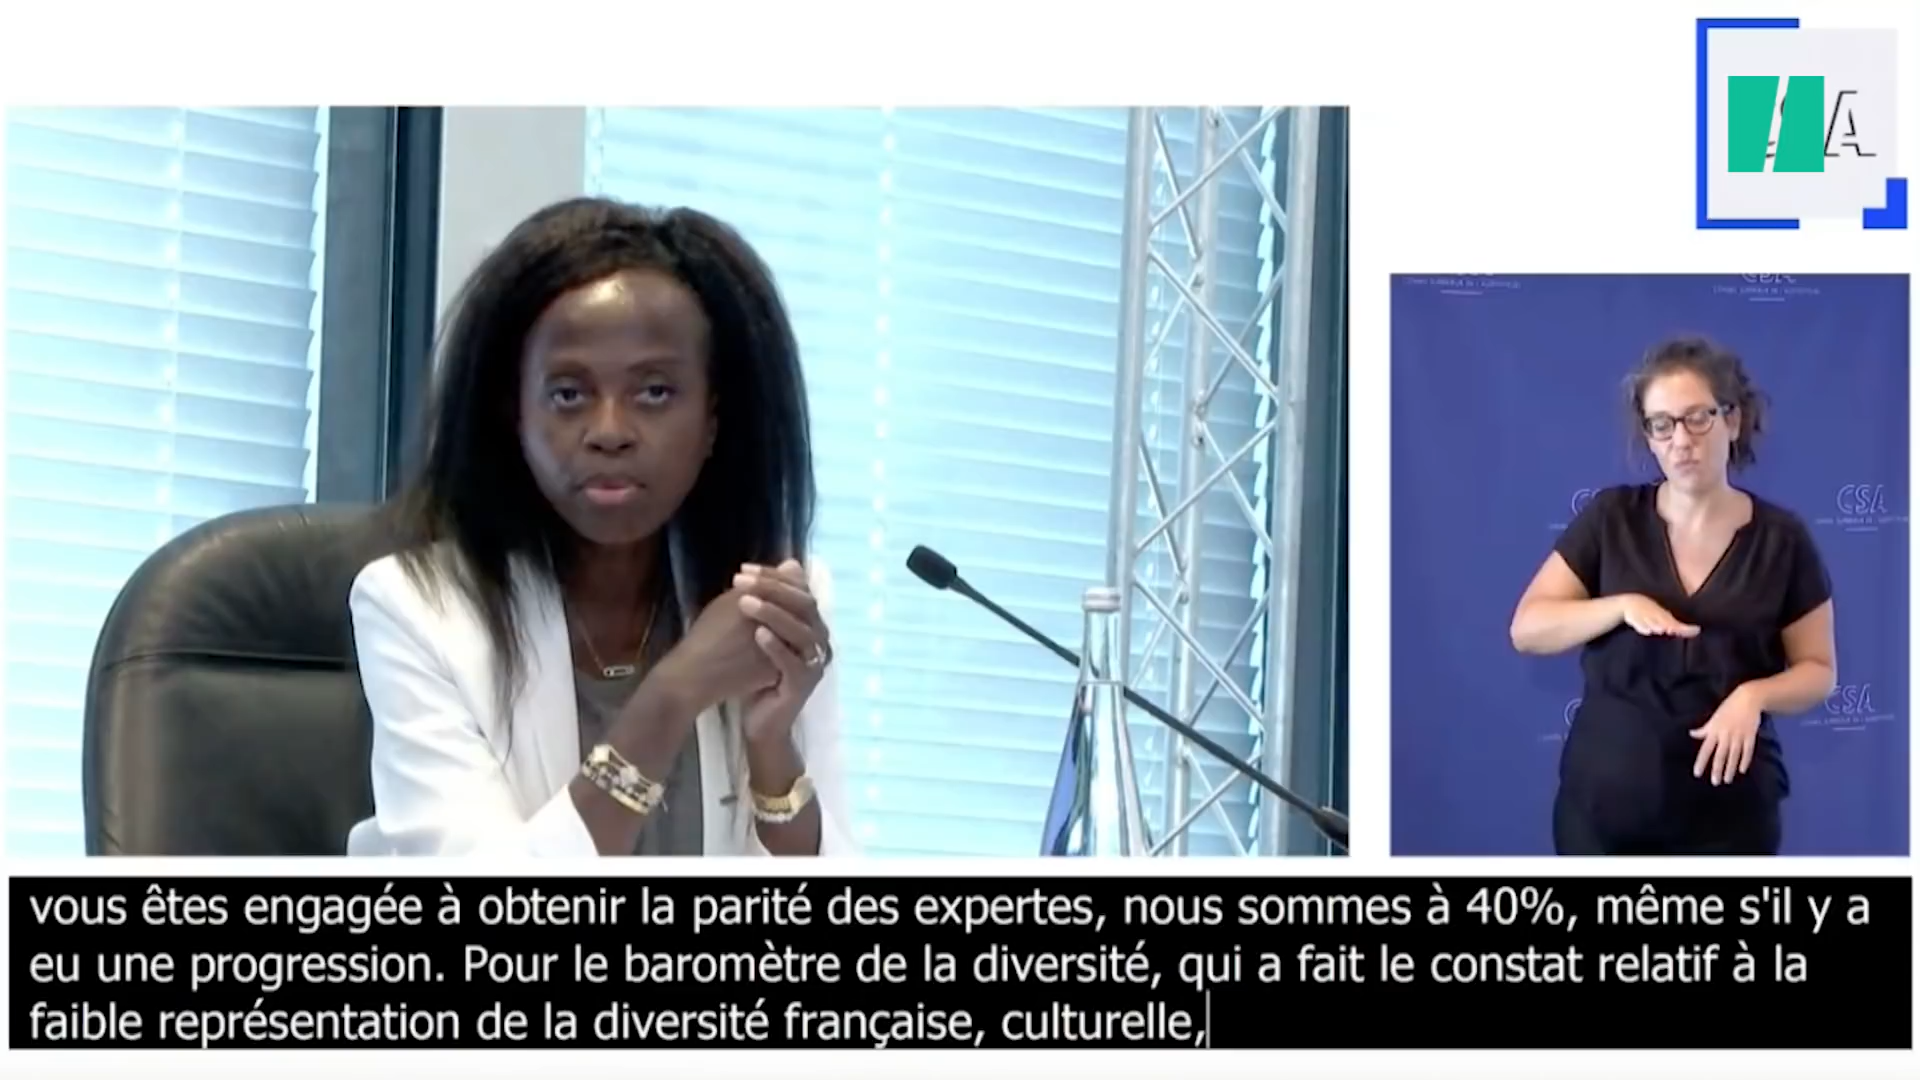 A
CSA
CSA
CSA
vous êtes engagée à obtenir la parité des expertes, nous sommes à 40%, même s'il y a
eu une progression. Pour le baromètre de la diversité, qui a fait le constat relatif à la
faible représentation de la diversité française, culturelle,